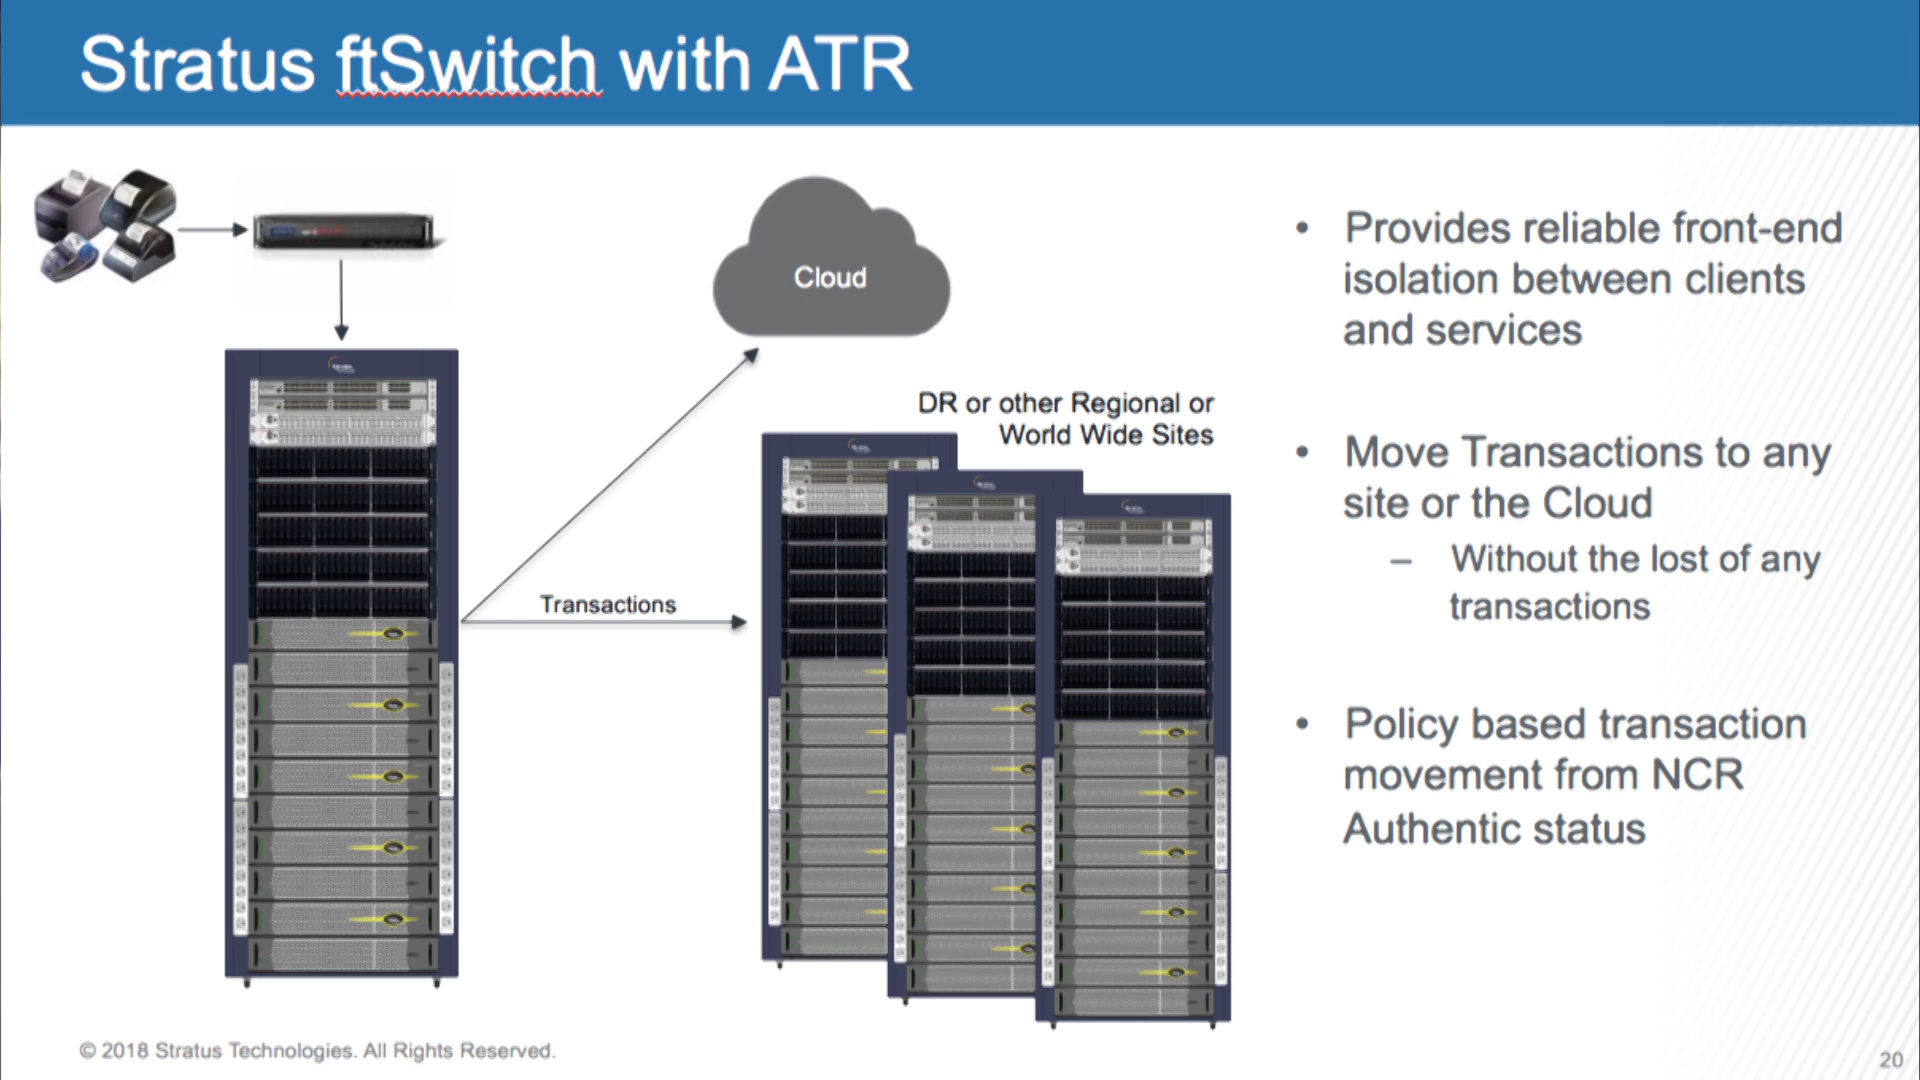 Stratus ftSwitch with ATR
Cloud
DR or other Regional or
World Wide Sites
Transactions
• Provides reliable front-end
isolation between clients
and services
• Move Transactions to any
site or the Cloud
– Without the lost of any
transactions
• Policy based transaction
movement from NCR
Authentic status
© 2018 Stratus Technologies. All Rights Reserved.
20